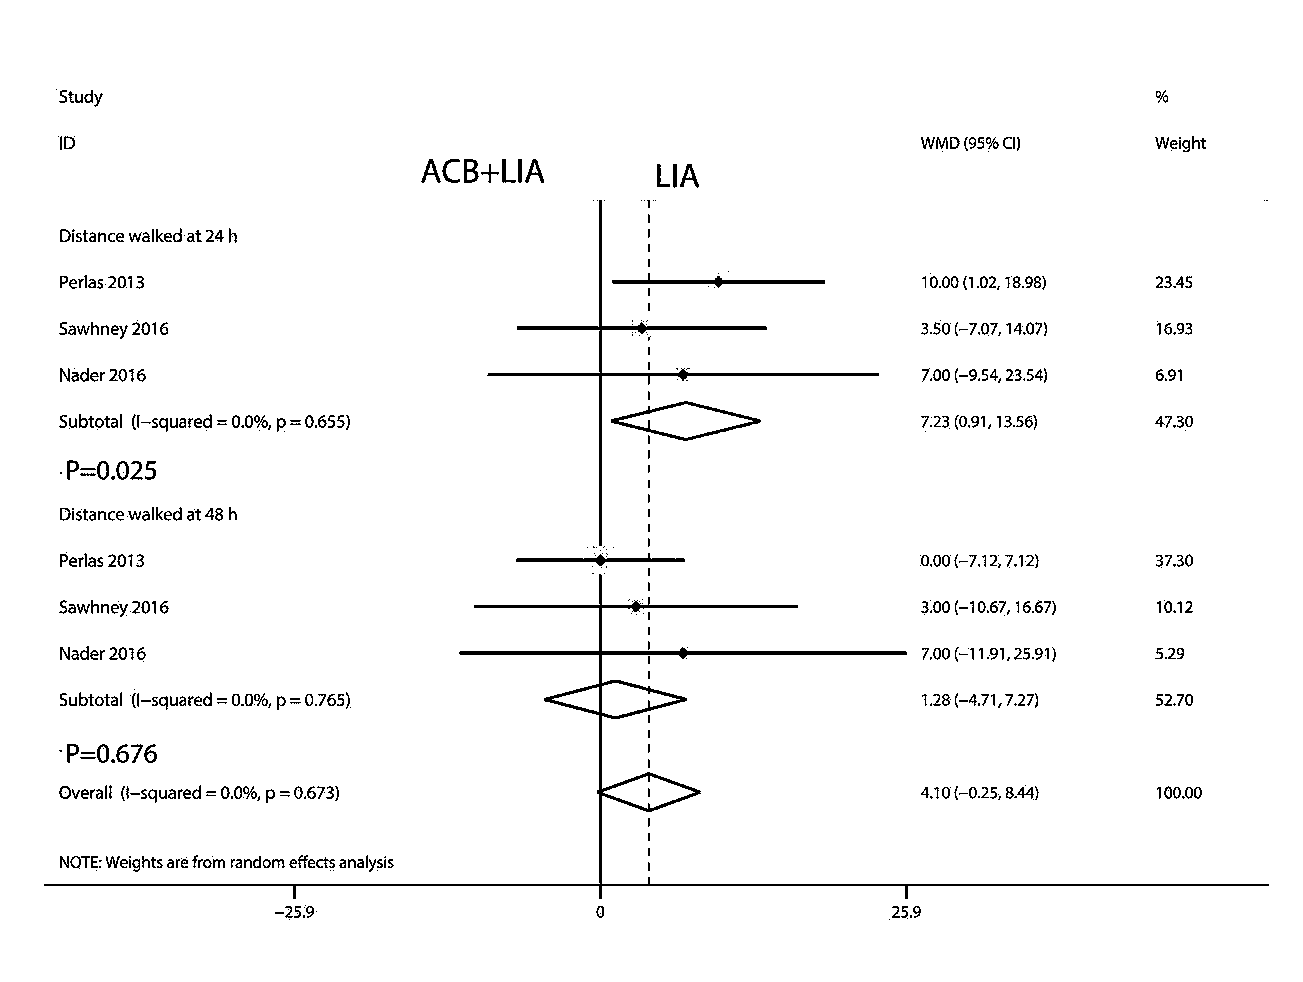 Study %
ID WMD (95% CI) Weight
ACB+LIA LIA
Distance walked at 24 h
Perlas 2013 10.00 (1.02, 18.98) 23.45
Sawhney 2016 3.50 (−7.07, 14.07) 16.93
Nader 2016 7.00 (−9.54, 23.54) 6.91
Subtotal (I−squared = 0.0%, p = 0.655) 7.23 (0.91, 13.56) 47.30
P=0.025
Distance walked at 48 h
Perlas 2013 0.00 (−7.12, 7.12) 37.30
Sawhney 2016 3.00 (−10.67, 16.67) 10.12
Nader 2016 7.00 (−11.91, 25.91) 5.29
Subtotal (I−squared = 0.0%, p = 0.765) 1.28 (−4.71, 7.27) 52.70
P=0.676
Overall (I−squared = 0.0%, p = 0.673) 4.10 (−0.25, 8.44) 100.00
NOTE: Weights are from random effects analysis
−25.9 0 25.9